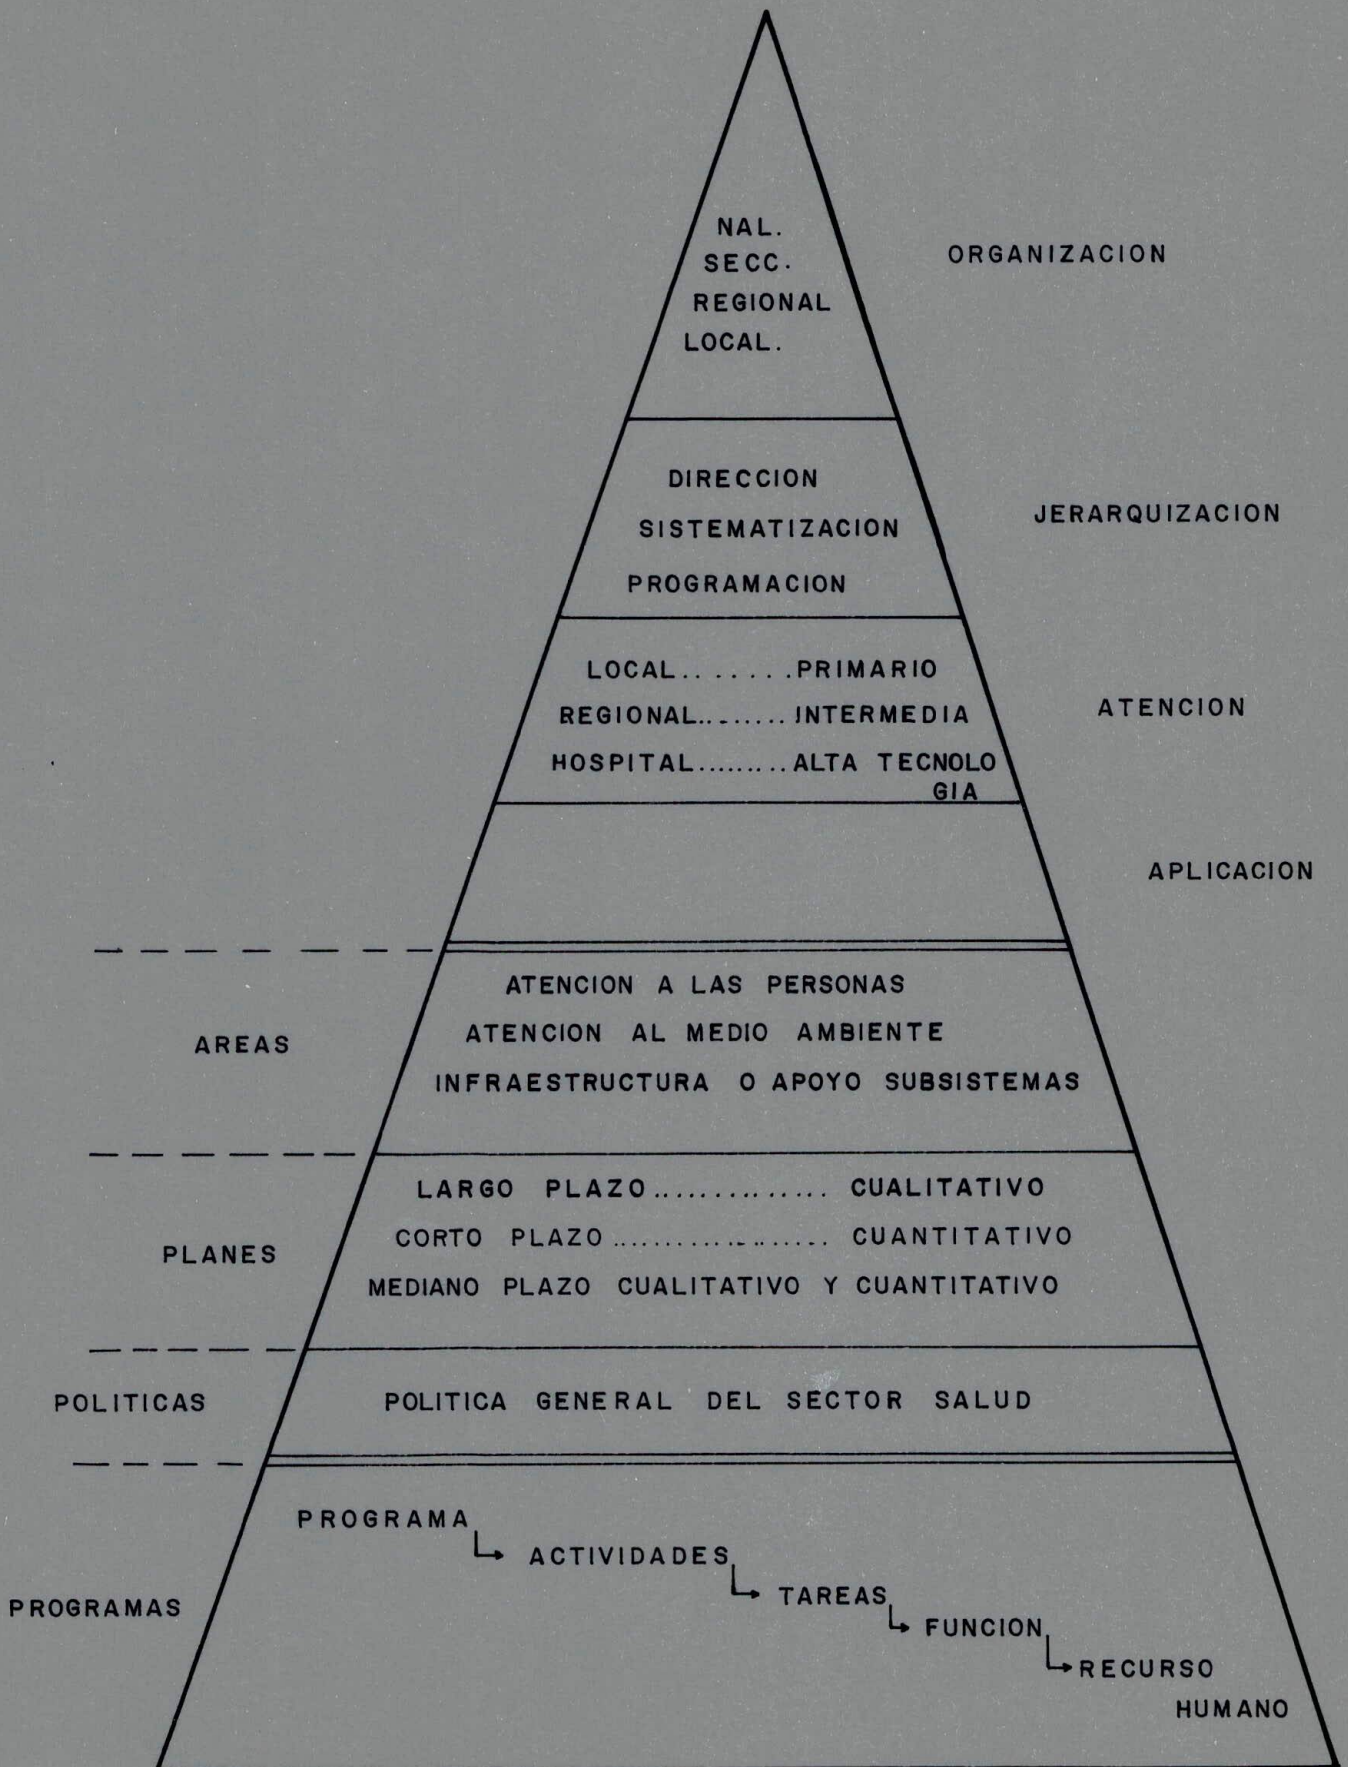 NAL.
SECC.
ORGANIZACION
REGIONAL
LOCAL.
DIRECCION
JERARQUIZACION
SISTEMATIZACION
PROGRAMACION
LOCAL.......PRIMARIO
REGIONAL........INTERMEDIA
ATENCION
HOSPITAL.........ALTA TECNOLO
GIA
APLICACION
ATENCION A LAS PERSONAS
ATENCION AL MEDIO AMBIENTE
AREAS
INFRAESTRUCTURA O APOYO SUBSISTEMAS
LARGO PLAZO.............. CUALITATIVO
CORTO PLAZO................. CUANTITATIVO
PLANES
MEDIANO PLAZO CUALITATIVO Y CUANTITATIVO
POLITICAS
POLITICA GENERAL DEL SECTOR SALUD
PROGRAMA
ACTIVIDADES
TAREAS
PROGRAMAS
FUNCION
RECURSO
HUMANO